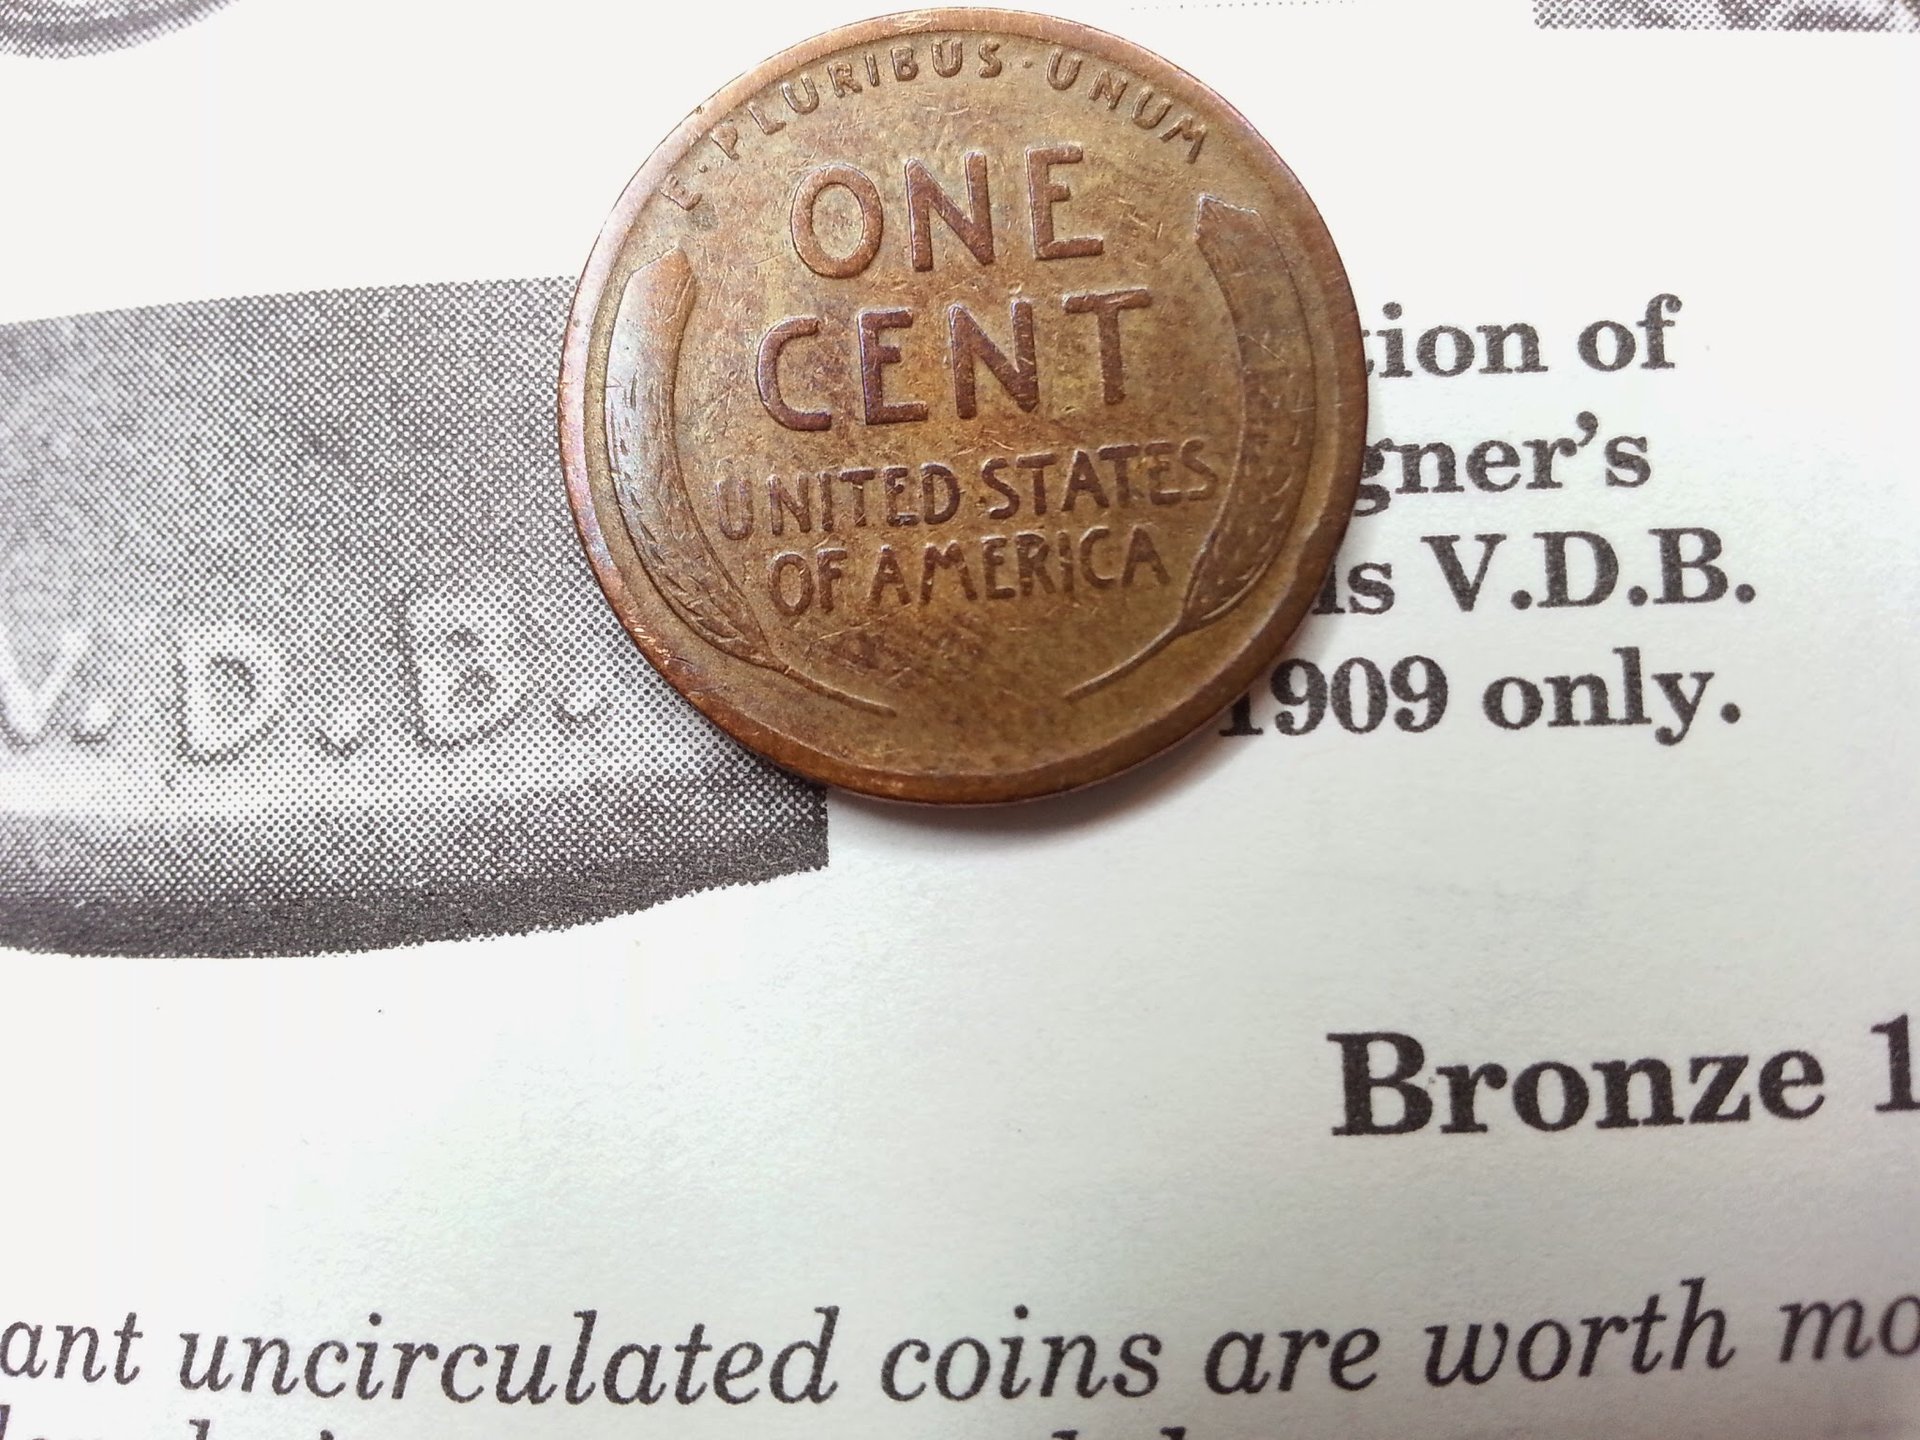 E·PLURIBUS·UNUM
ONE
CENT
UNITED STATES
OF AMERICA
V.D.B.
ion of
gner's
ls V.D.B.
1909 only.
Bronze 1
ant uncirculated coins are worth mo